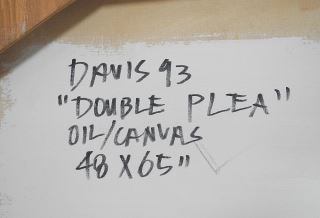 DAVIS 93
"DOUBLE PLEA"
OIL/CANVAS
48 X 65"